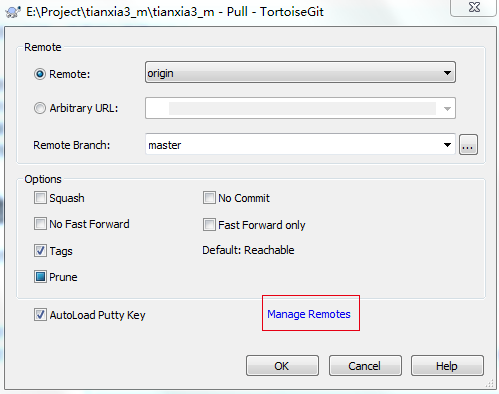 E:\Project\tianxia3_m\tianxia3_m - Pull - TortoiseGit
Remote
Remote:
origin
Arbitrary URL:
Remote Branch:
master
...
Options
Squash
No Commit
No Fast Forward
Fast Forward only
Tags
Default: Reachable
Prune
AutoLoad Putty Key
Manage Remotes
OK
Cancel
Help